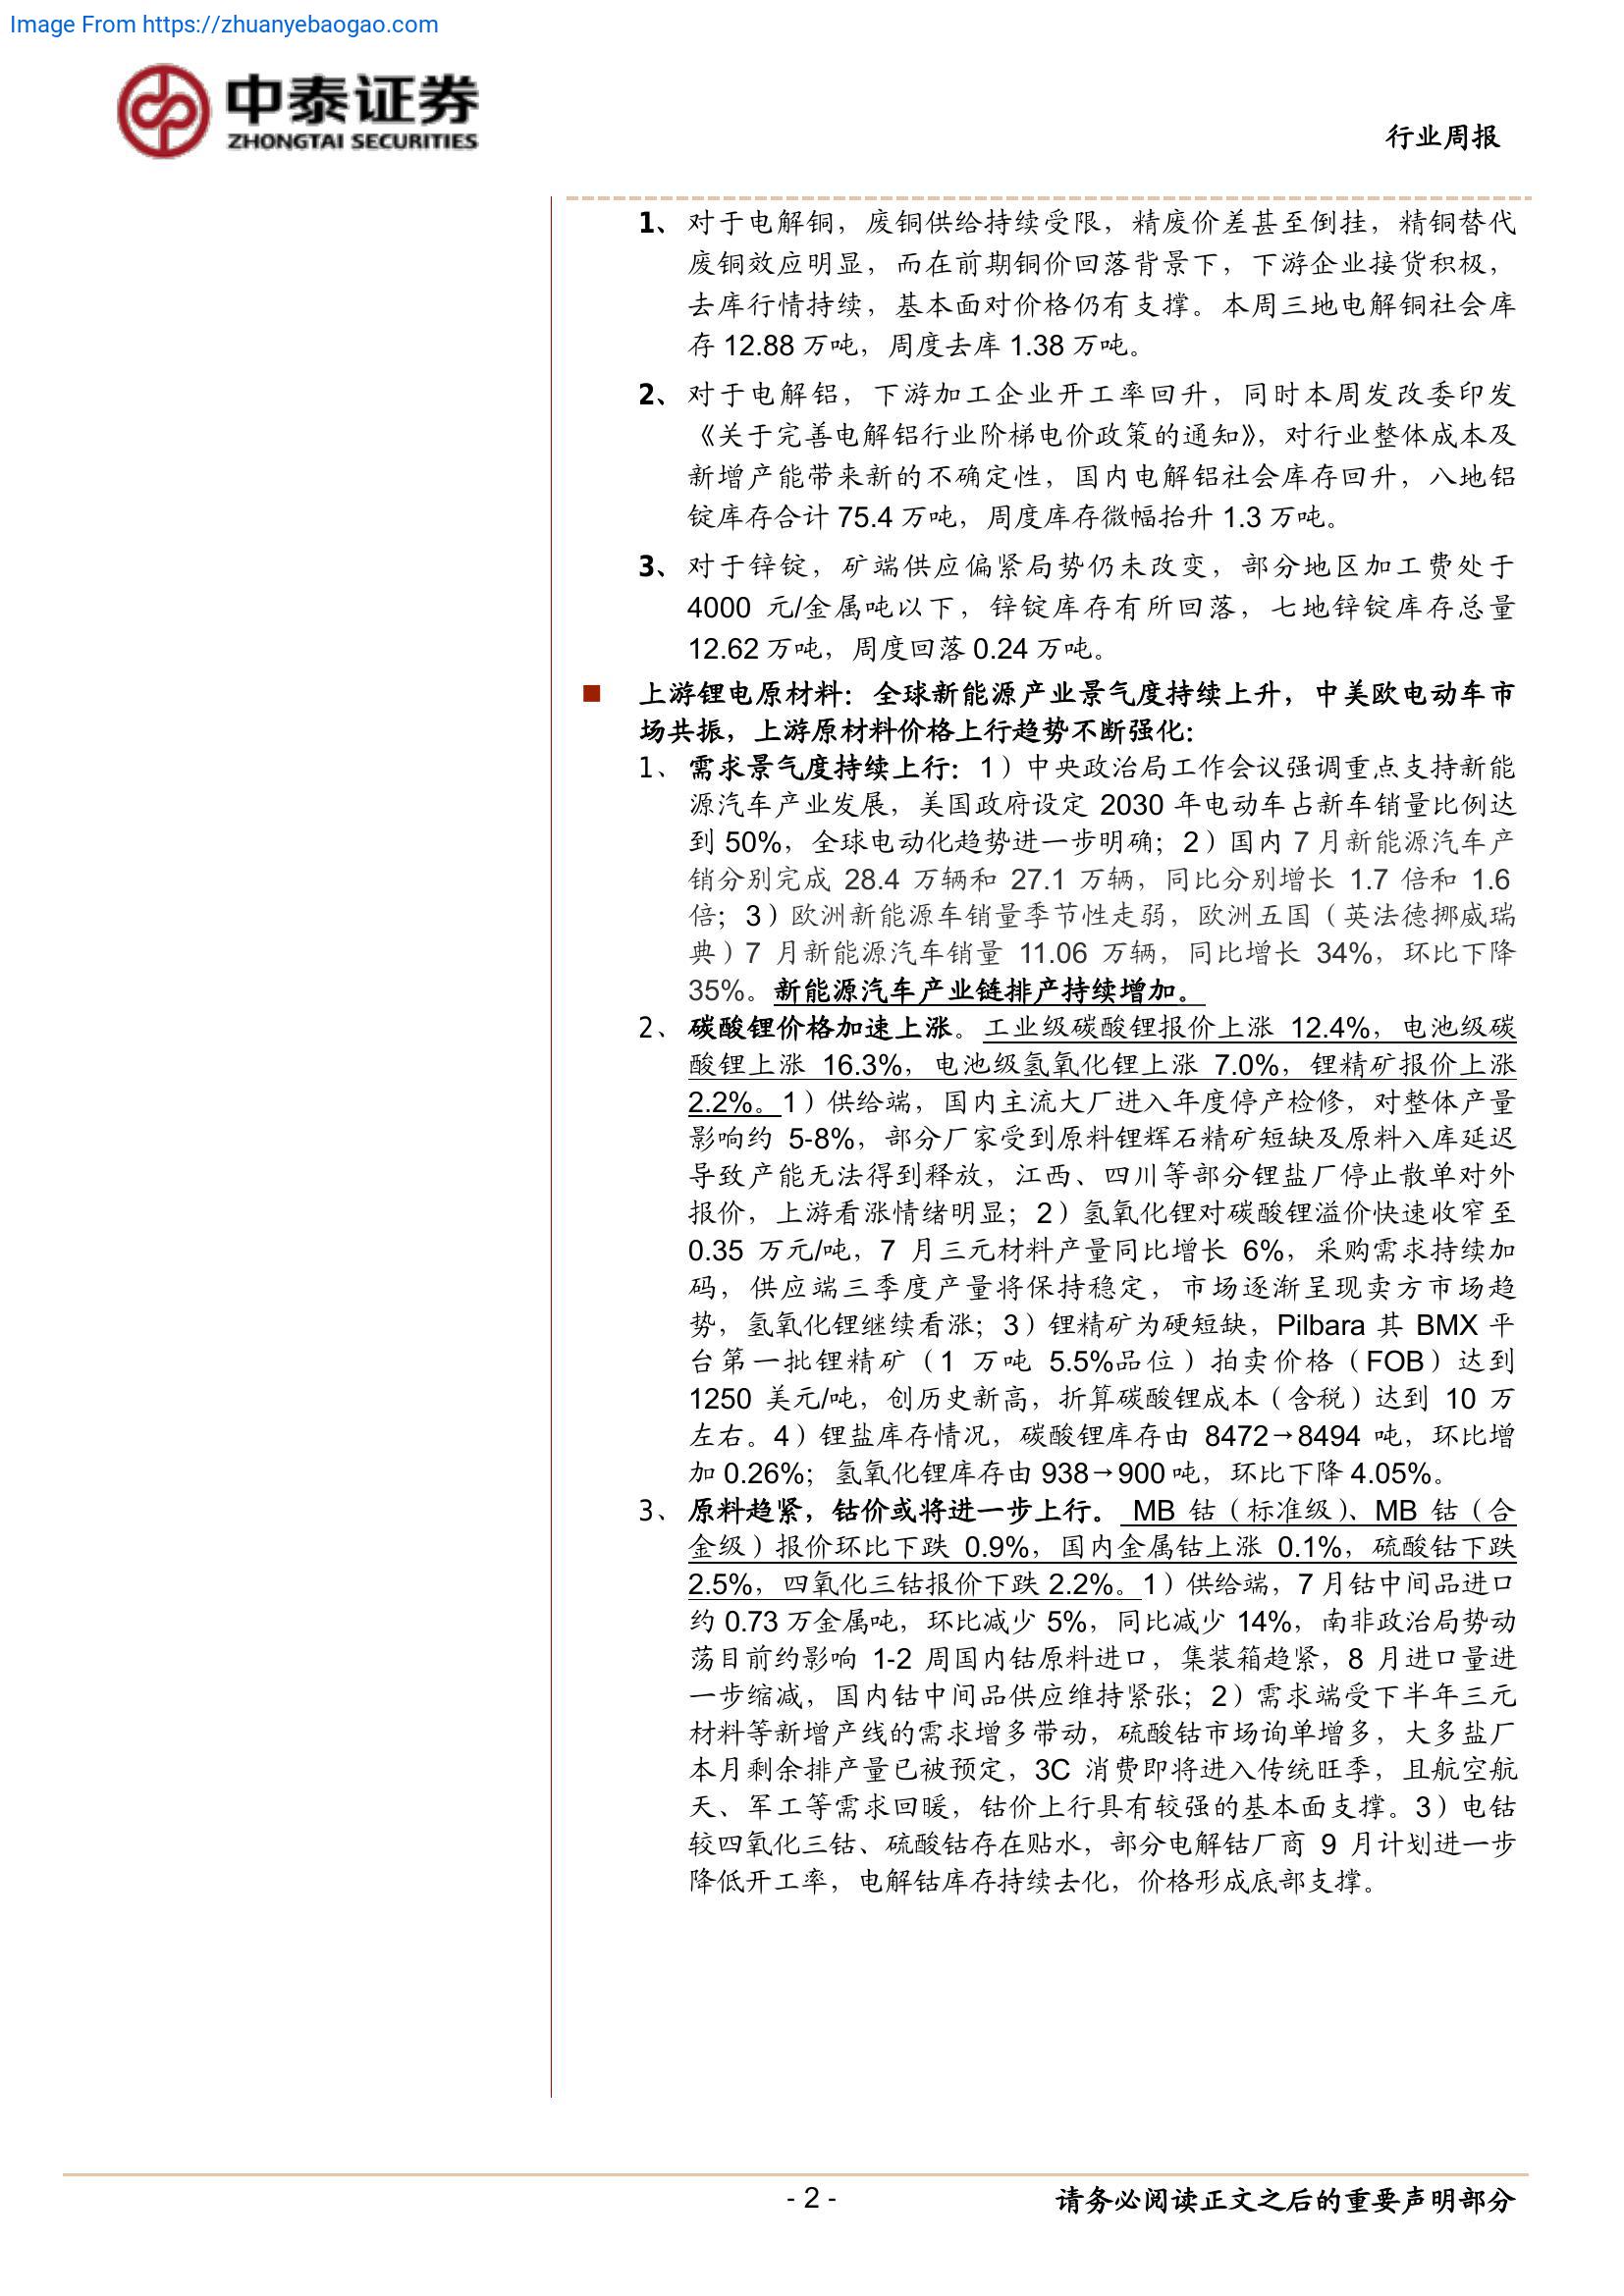 Image From https://zhuanyebaogao.com
中泰证券
ZHONGTAI SECURITIES
行业周报
1、 对于电解铜，废铜供给持续受限，精废价差甚至倒挂，精铜替代
废铜效应明显，而在前期铜价回落背景下，下游企业接货积极，
去库行情持续，基本面对价格仍有支撑。本周三地电解铜社会库
存 12.88 万吨，周度去库 1.38 万吨。
2、 对于电解铝，下游加工企业开工率回升，同时本周发改委印发
《关于完善电解铝行业阶梯电价政策的通知》，对行业整体成本及
新增产能带来新的不确定性，国内电解铝社会库存回升，八地铝
锭库存合计 75.4 万吨，周度库存微幅抬升 1.3 万吨。
3、 对于锌锭，矿端供应偏紧局势仍未改变，部分地区加工费处于
4000 元/金属吨以下，锌锭库存有所回落，七地锌锭库存总量
12.62 万吨，周度回落 0.24 万吨。
■ 上游锂电原材料：全球新能源产业景气度持续上升，中美欧电动车市
场共振，上游原材料价格上行趋势不断强化：
1、 需求景气度持续上行：1）中央政治局工作会议强调重点支持新能
源汽车产业发展，美国政府设定 2030 年电动车占新车销量比例达
到 50%，全球电动化趋势进一步明确；2）国内 7 月新能源汽车产
销分别完成 28.4 万辆和 27.1 万辆，同比分别增长 1.7 倍和 1.6
倍；3）欧洲新能源车销量季节性走弱，欧洲五国（英法德挪威瑞
典）7 月新能源汽车销量 11.06 万辆，同比增长 34%，环比下降
35%。新能源汽车产业链排产持续增加。
2、 碳酸锂价格加速上涨。工业级碳酸锂报价上涨 12.4%，电池级碳
酸锂上涨 16.3%，电池级氢氧化锂上涨 7.0%，锂精矿报价上涨
2.2%。1）供给端，国内主流大厂进入年度停产检修，对整体产量
影响约 5-8%，部分厂家受到原料锂辉石精矿短缺及原料入库延迟
导致产能无法得到释放，江西、四川等部分锂盐厂停止散单对外
报价，上游看涨情绪明显；2）氢氧化锂对碳酸锂溢价快速收窄至
0.35 万元/吨，7 月三元材料产量同比增长 6%，采购需求持续加
码，供应端三季度产量将保持稳定，市场逐渐呈现卖方市场趋
势，氢氧化锂继续看涨；3）锂精矿为硬短缺，Pilbara 其 BMX 平
台第一批锂精矿（1 万吨 5.5%品位）拍卖价格（FOB）达到
1250 美元/吨，创历史新高，折算碳酸锂成本（含税）达到 10 万
左右。4）锂盐库存情况，碳酸锂库存由 8472→8494 吨，环比增
加 0.26%；氢氧化锂库存由 938→900 吨，环比下降 4.05%。
3、 原料趋紧，钴价或将进一步上行。 MB 钴（标准级）、MB 钴（合
金级）报价环比下跌 0.9%，国内金属钴上涨 0.1%，硫酸钴下跌
2.5%，四氧化三钴报价下跌 2.2%。1）供给端，7 月钴中间品进口
约 0.73 万金属吨，环比减少 5%，同比减少 14%，南非政治局势动
荡目前约影响 1-2 周国内钴原料进口，集装箱趋紧，8 月进口量进
一步缩减，国内钴中间品供应维持紧张；2）需求端受下半年三元
材料等新增产线的需求增多带动，硫酸钴市场询单增多，大多盐厂
本月剩余排产量已被预定，3C 消费即将进入传统旺季，且航空航
天、军工等需求回暖，钴价上行具有较强的基本面支撑。3）电钴
较四氧化三钴、硫酸钴存在贴水，部分电解钴厂商 9 月计划进一步
降低开工率，电解钴库存持续去化，价格形成底部支撑。
- 2 -
请务必阅读正文之后的重要声明部分